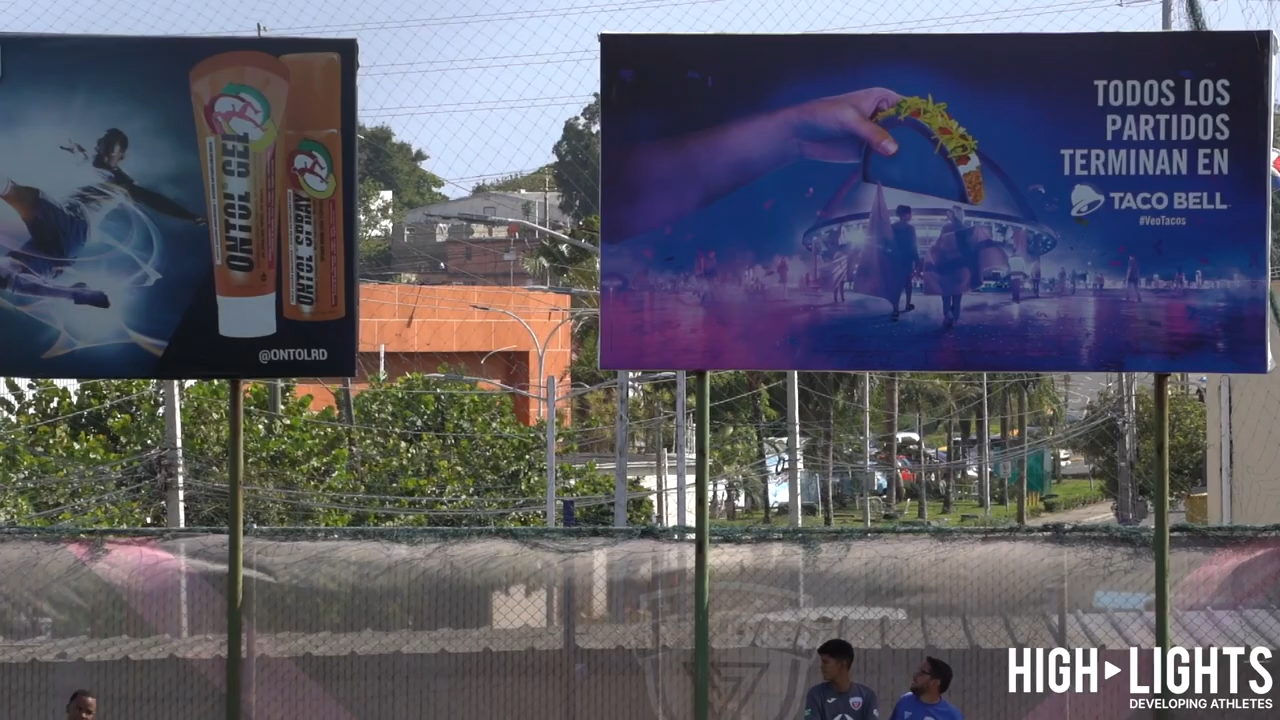 ONTOL GEL
ONTOL SPRAY
@ONTOLRD
TODOS LOS
PARTIDOS
TERMINAN EN
TACO BELL
#VeoTacos
HIGH LIGHTS
DEVELOPING ATHLETES